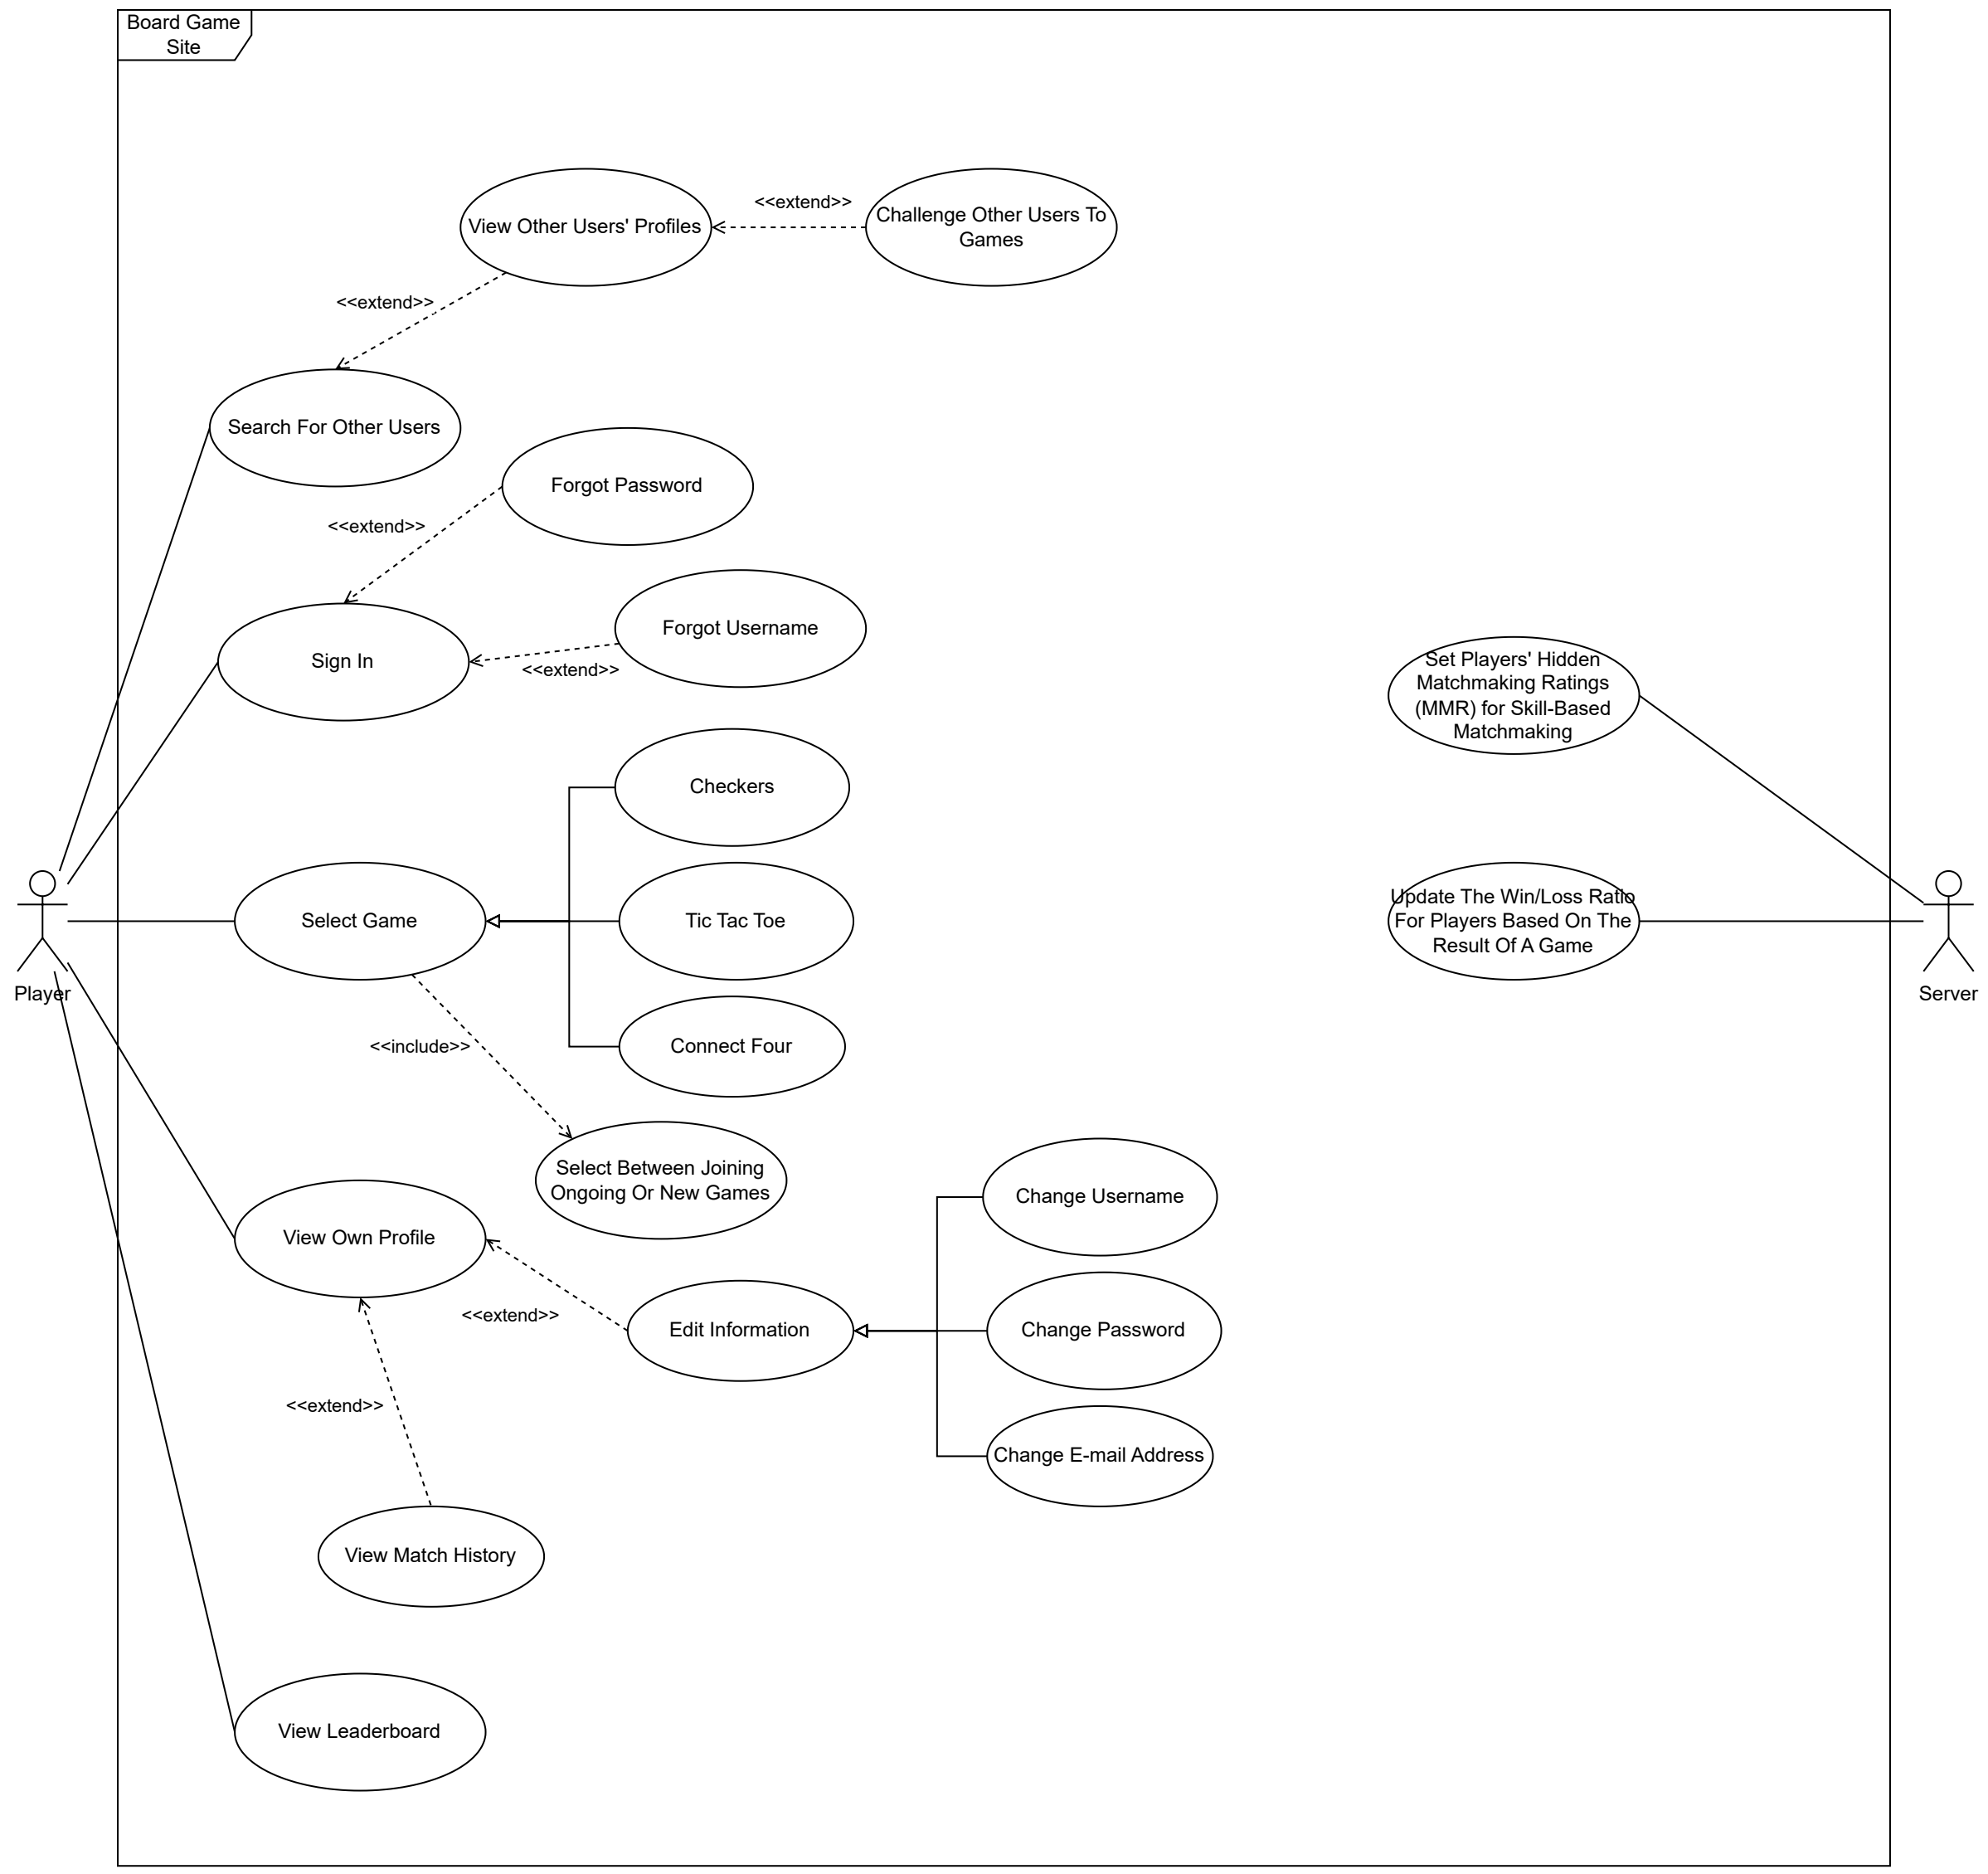 Board Game
Site
View Other Users' Profiles
<<extend>>
Challenge Other Users To
Games
<<extend>>
Search For Other Users
Forgot Password
<<extend>>
Forgot Username
Sign In
<<extend>>
Set Players' Hidden
Matchmaking Ratings
(MMR) for Skill-Based
Matchmaking
Checkers
Select Game
Tic Tac Toe
Update The Win/Loss Ratio
For Players Based On The
Result Of A Game
Player
Server
<<include>>
Connect Four
Select Between Joining
Ongoing Or New Games
Change Username
View Own Profile
<<extend>>
Edit Information
Change Password
<<extend>>
Change E-mail Address
View Match History
View Leaderboard